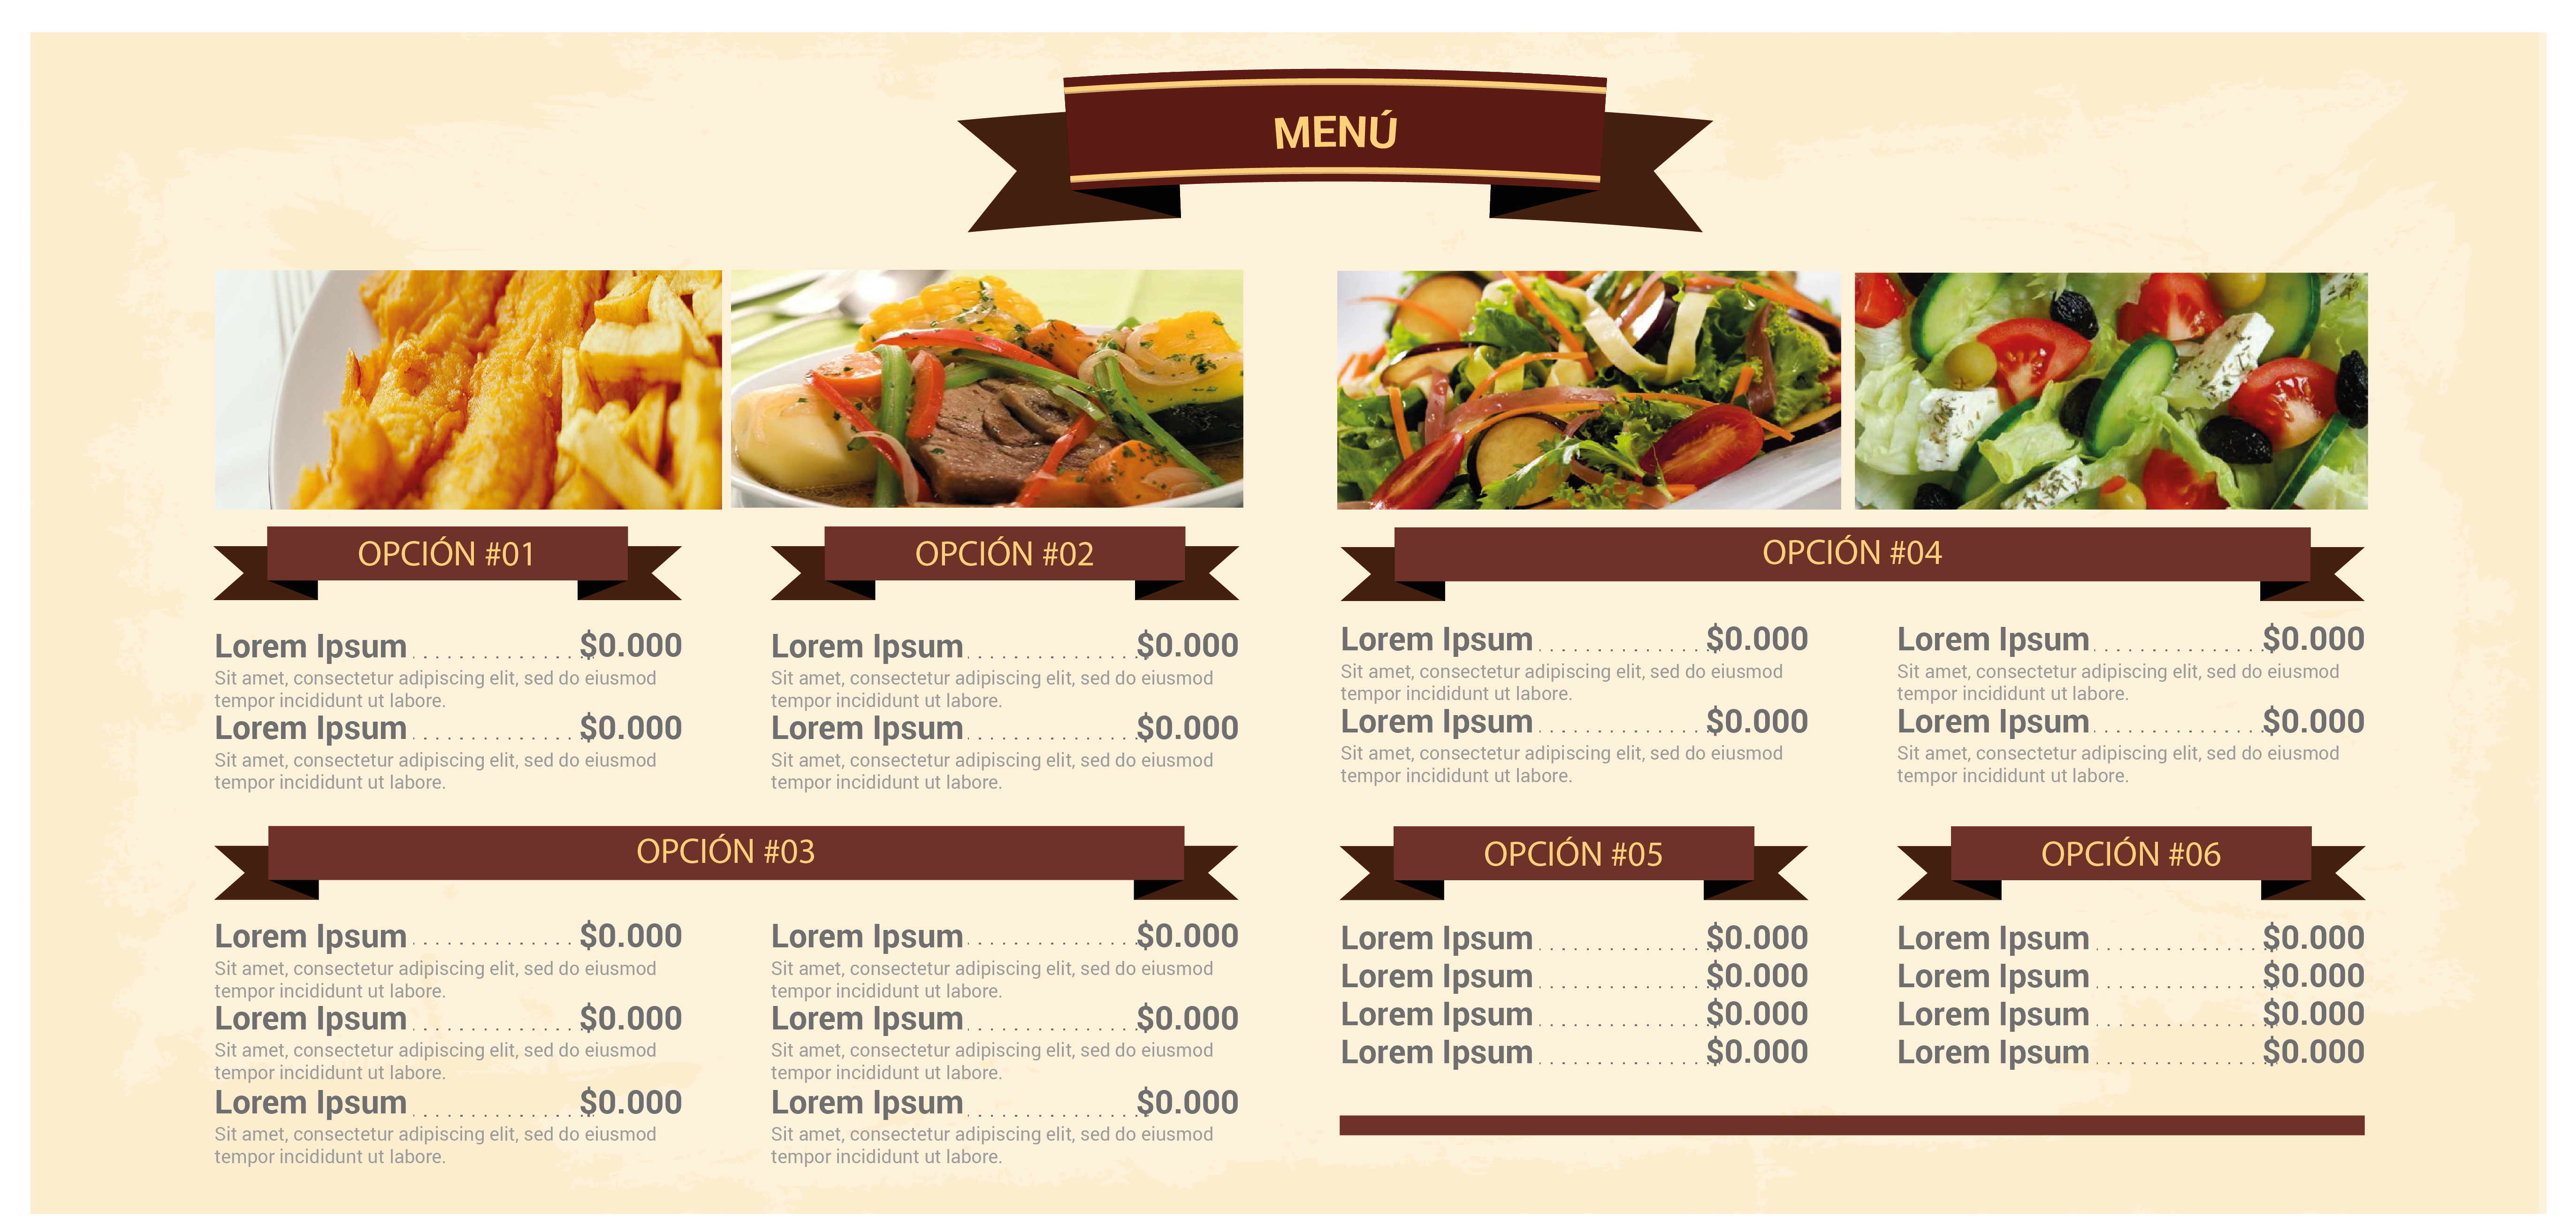 MENÚ
OPCIÓN #01
Lorem Ipsum ............... $0.000
Sit amet, consectetur adipiscing elit, sed do eiusmod
tempor incididunt ut labore.
Lorem Ipsum ............... $0.000
Sit amet, consectetur adipiscing elit, sed do eiusmod
tempor incididunt ut labore.
OPCIÓN #02
Lorem Ipsum ............... $0.000
Sit amet, consectetur adipiscing elit, sed do eiusmod
tempor incididunt ut labore.
Lorem Ipsum ............... $0.000
Sit amet, consectetur adipiscing elit, sed do eiusmod
tempor incididunt ut labore.
OPCIÓN #03
Lorem Ipsum ............... $0.000
Sit amet, consectetur adipiscing elit, sed do eiusmod
tempor incididunt ut labore.
Lorem Ipsum ............... $0.000
Sit amet, consectetur adipiscing elit, sed do eiusmod
tempor incididunt ut labore.
Lorem Ipsum ............... $0.000
Sit amet, consectetur adipiscing elit, sed do eiusmod
tempor incididunt ut labore.
Lorem Ipsum ............... $0.000
Sit amet, consectetur adipiscing elit, sed do eiusmod
tempor incididunt ut labore.
Lorem Ipsum ............... $0.000
Sit amet, consectetur adipiscing elit, sed do eiusmod
tempor incididunt ut labore.
Lorem Ipsum ............... $0.000
Sit amet, consectetur adipiscing elit, sed do eiusmod
tempor incididunt ut labore.
OPCIÓN #04
Lorem Ipsum ............... $0.000
Sit amet, consectetur adipiscing elit, sed do eiusmod
tempor incididunt ut labore.
Lorem Ipsum ............... $0.000
Sit amet, consectetur adipiscing elit, sed do eiusmod
tempor incididunt ut labore.
Lorem Ipsum ............... $0.000
Sit amet, consectetur adipiscing elit, sed do eiusmod
tempor incididunt ut labore.
Lorem Ipsum ............... $0.000
Sit amet, consectetur adipiscing elit, sed do eiusmod
tempor incididunt ut labore.
OPCIÓN #05
Lorem Ipsum ............... $0.000
Lorem Ipsum ............... $0.000
Lorem Ipsum ............... $0.000
Lorem Ipsum ............... $0.000
OPCIÓN #06
Lorem Ipsum ............... $0.000
Lorem Ipsum ............... $0.000
Lorem Ipsum ............... $0.000
Lorem Ipsum ............... $0.000